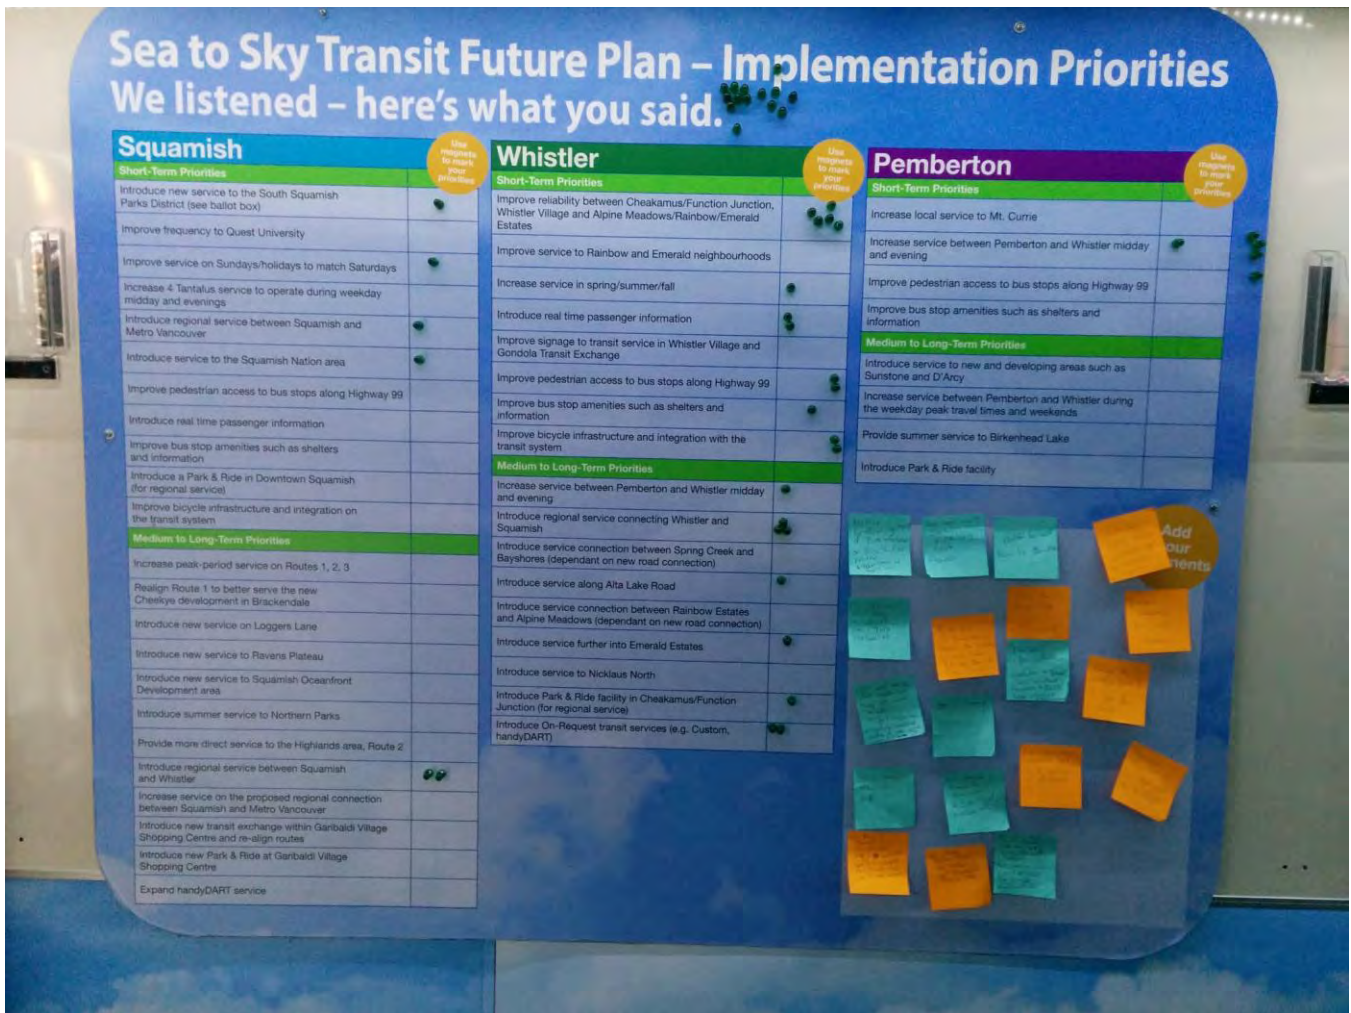 Sea to Sky Transit Future Plan – Implementation Priorities
We listened – here's what you said.
Squamish
Use
magnets
to mark
your
priorities
Short-Term Priorities
Introduce new service to the South Squamish
Parks District (see ballot box)
Improve frequency to Quest University
Improve service on Sundays/holidays to match Saturdays
Increase 4 Tantalus service to operate during weekday
midday and evenings
Introduce regional service between Squamish and
Metro Vancouver
Introduce service to the Squamish Nation area
Improve pedestrian access to bus stops along Highway 99
Introduce real time passenger information
Improve bus stop amenities such as shelters
and information
Introduce a Park & Ride in Downtown Squamish
(for regional service)
Improve bicycle infrastructure and integration on
the transit system
Medium to Long-Term Priorities
Increase peak-period service on Routes 1, 2, 3
Realign Route 1 to better serve the new
Cheekye development in Brackendale
Introduce new service on Loggers Lane
Introduce new service to Ravens Plateau
Introduce new service to Squamish Oceanfront
Development area
Introduce summer service to Northern Parks
Provide more direct service to the Highlands area, Route 2
Introduce regional service between Squamish
and Whistler
Increase service on the proposed regional connection
between Squamish and Metro Vancouver
Introduce new transit exchange within Garibaldi Village
Shopping Centre and re-align routes
Introduce new Park & Ride at Garibaldi Village
Shopping Centre
Expand handyDART service
Whistler
Use
magnets
to mark
your
priorities
Short-Term Priorities
Improve reliability between Cheakamus/Function Junction,
Whistler Village and Alpine Meadows/Rainbow/Emerald
Estates
Improve service to Rainbow and Emerald neighbourhoods
Increase service in spring/summer/fall
Introduce real time passenger information
Improve signage to transit service in Whistler Village and
Gondola Transit Exchange
Improve pedestrian access to bus stops along Highway 99
Improve bus stop amenities such as shelters and
information
Improve bicycle infrastructure and integration with the
transit system
Medium to Long-Term Priorities
Increase service between Pemberton and Whistler midday
and evening
Introduce regional service connecting Whistler and
Squamish
Introduce service connection between Spring Creek and
Bayshores (dependant on new road connection)
Introduce service along Alta Lake Road
Introduce service connection between Rainbow Estates
and Alpine Meadows (dependant on new road connection)
Introduce service further into Emerald Estates
Introduce service to Nicklaus North
Introduce Park & Ride facility in Cheakamus/Function
Junction (for regional service)
Introduce On-Request transit services (e.g. Custom,
handyDART)
Pemberton
Use
magnets
to mark
your
priorities
Short-Term Priorities
Increase local service to Mt. Currie
Increase service between Pemberton and Whistler midday
and evening
Improve pedestrian access to bus stops along Highway 99
Improve bus stop amenities such as shelters and
information
Medium to Long-Term Priorities
Introduce service to new and developing areas such as
Sunstone and D'Arcy
Increase service between Pemberton and Whistler during
the weekday peak travel times and weekends
Provide summer service to Birkenhead Lake
Introduce Park & Ride facility
Add